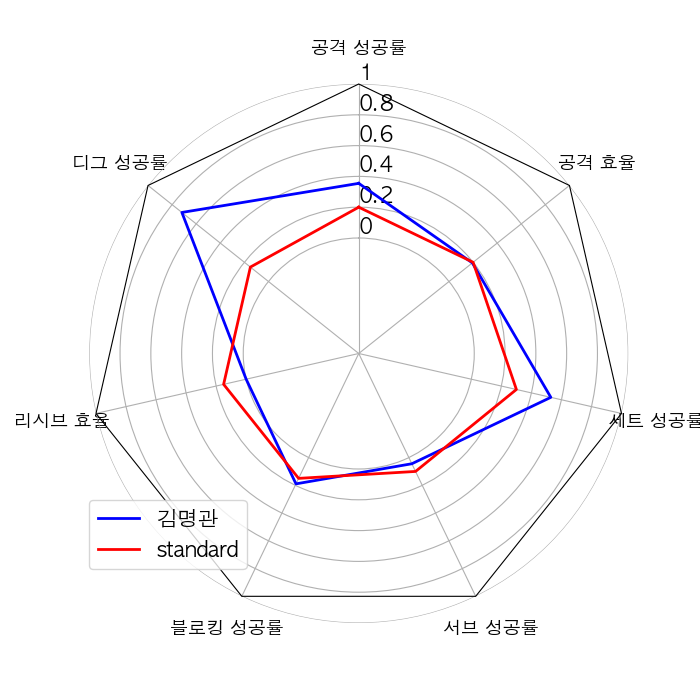 공격 성공률
1
0.8
0.6
0.4
0.2
0
디그 성공률
공격 효율
리시브 효율
세트 성공률
김명관
standard
블로킹 성공률
서브 성공률